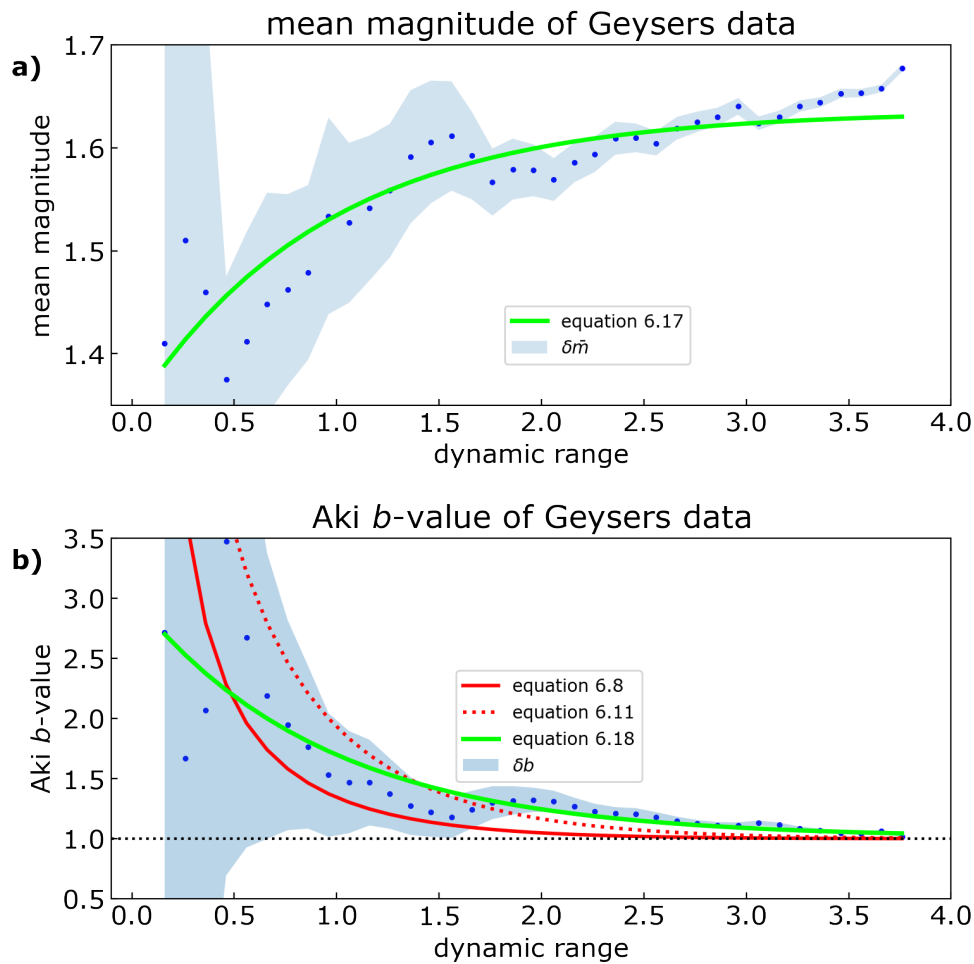 mean magnitude of Geysers data
a)
1.7
1.6
1.5
1.4
mean magnitude
equation 6.17
δm̄
0.0 0.5 1.0 1.5 2.0 2.5 3.0 3.5 4.0
dynamic range
Aki b-value of Geysers data
b)
3.5
3.0
2.5
2.0
1.5
1.0
0.5
Aki b-value
equation 6.8
equation 6.11
equation 6.18
δb
0.0 0.5 1.0 1.5 2.0 2.5 3.0 3.5 4.0
dynamic range